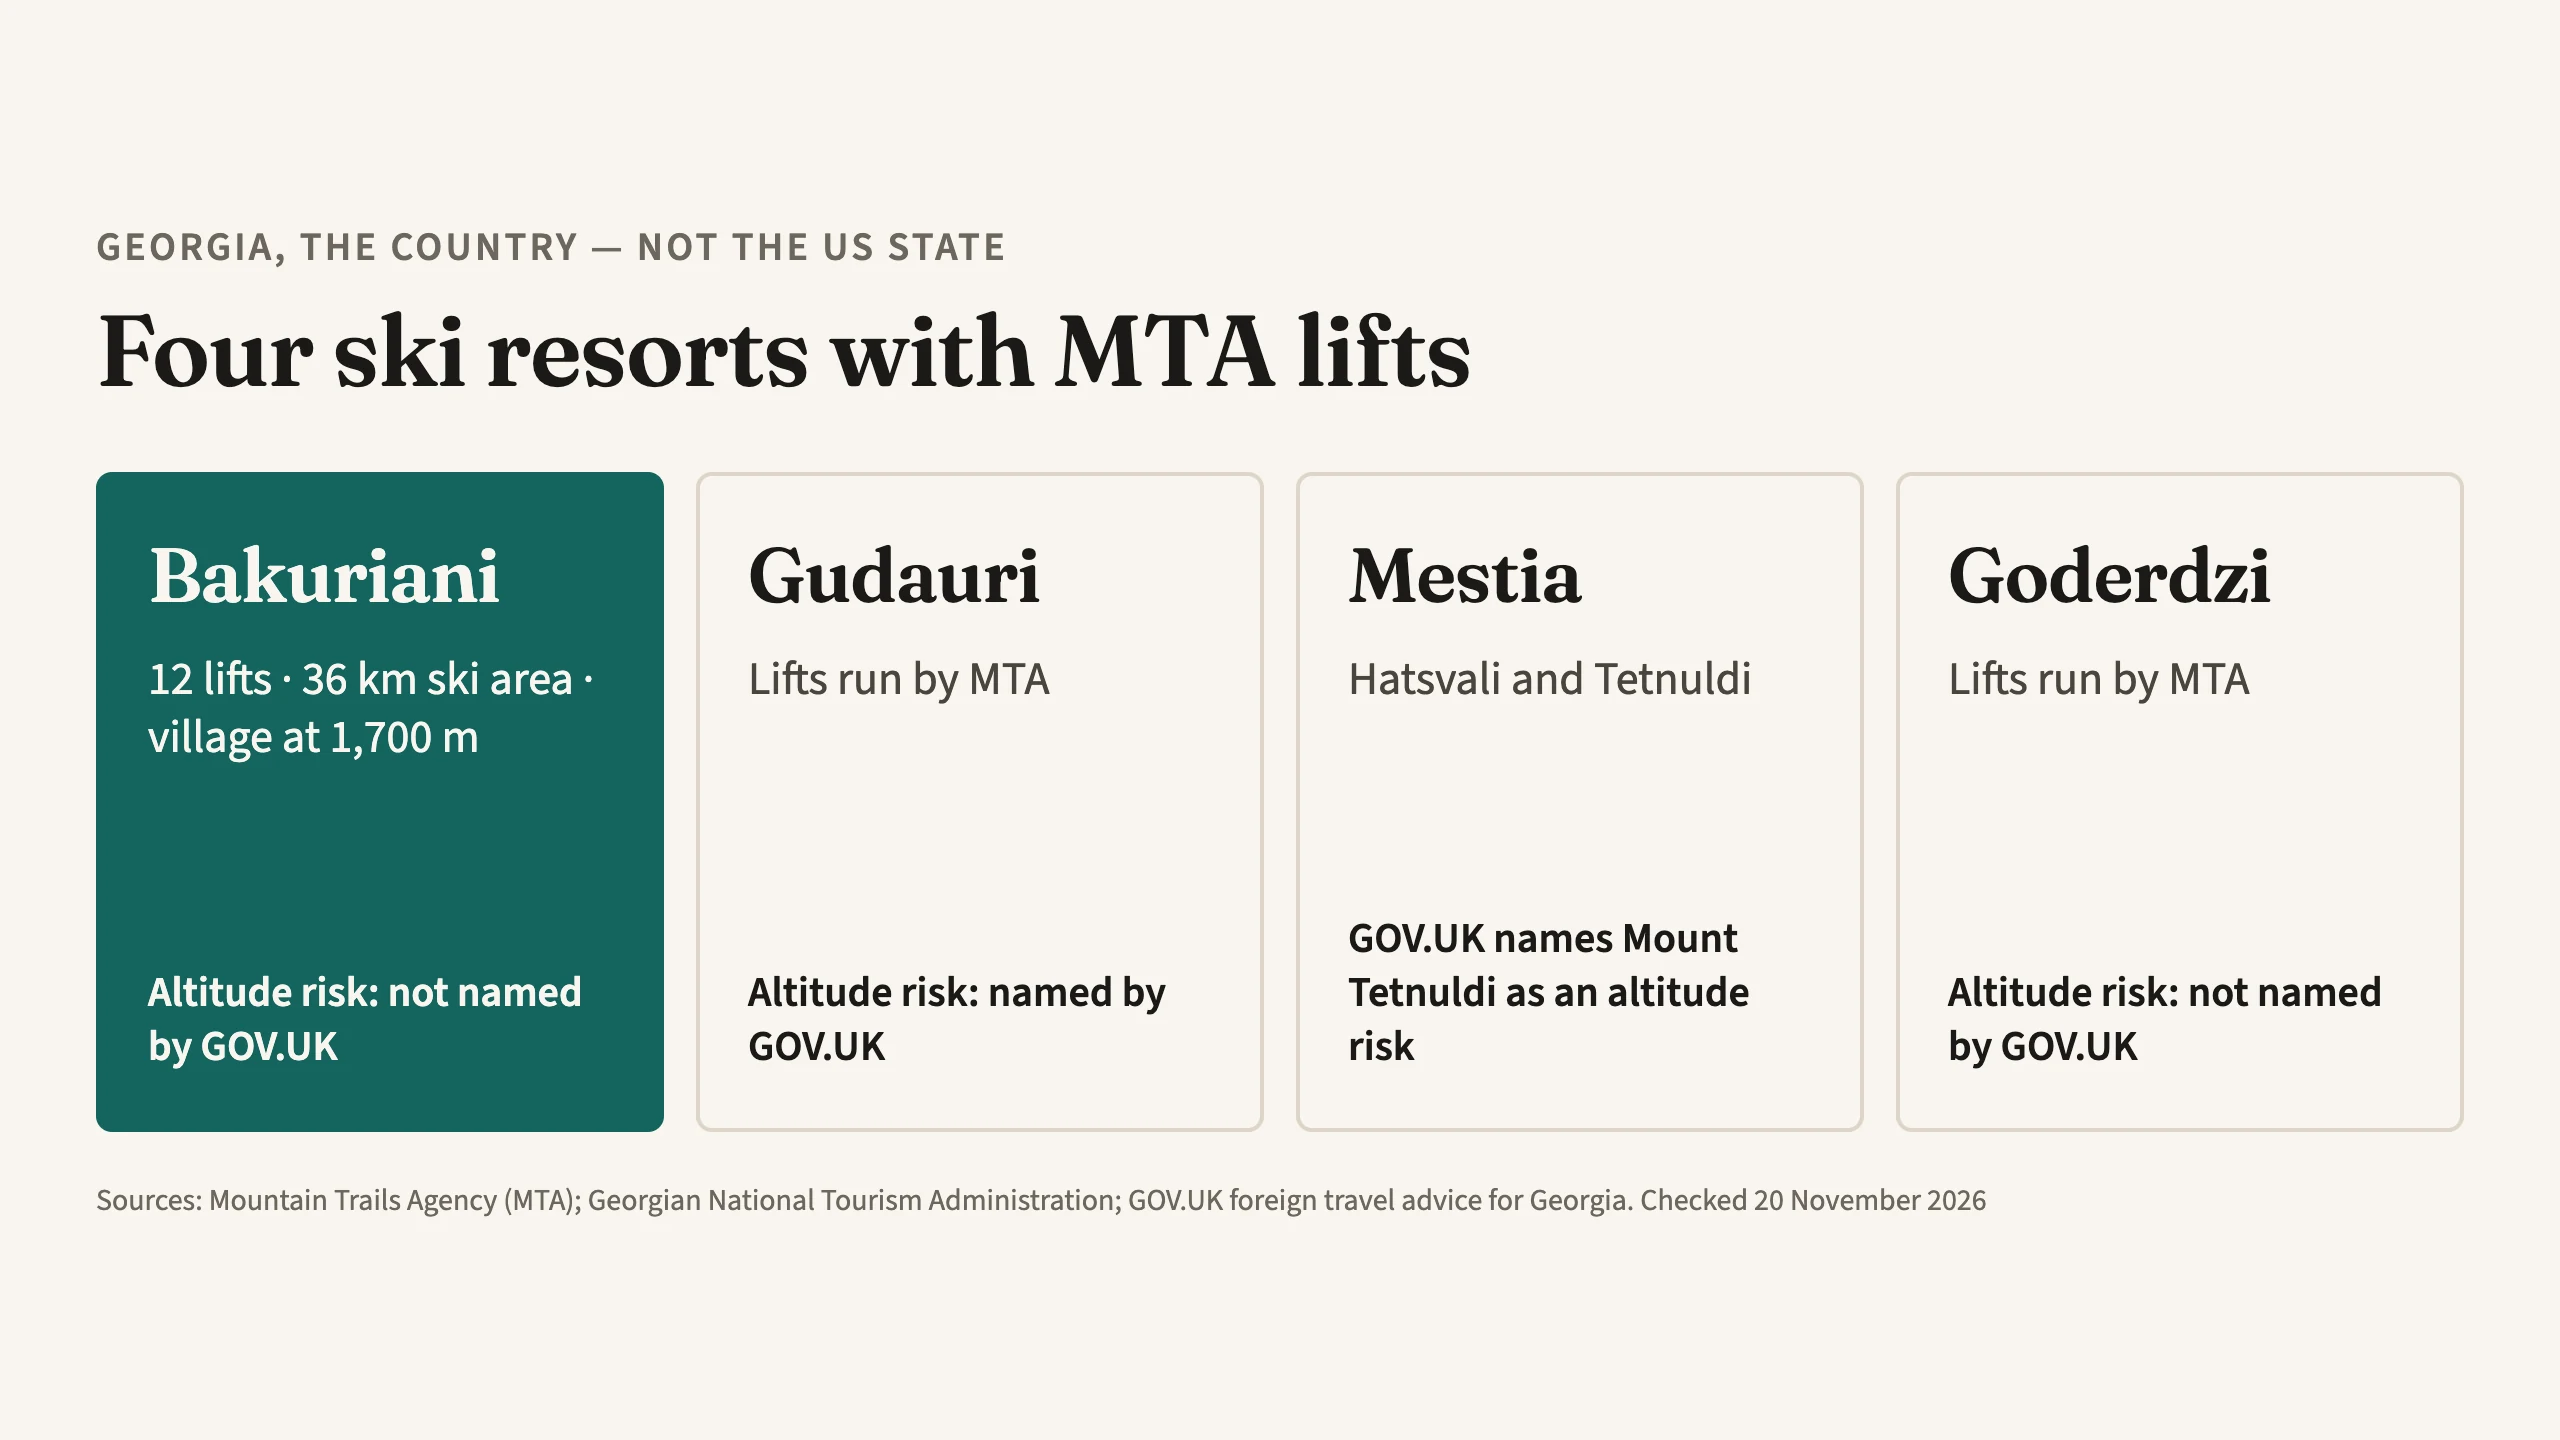 GEORGIA, THE COUNTRY — NOT THE US STATE
Four ski resorts with MTA lifts
Bakuriani
12 lifts · 36 km ski area ·
village at 1,700 m
Altitude risk: not named
by GOV.UK
Gudauri
Lifts run by MTA
Altitude risk: named by
GOV.UK
Mestia
Hatsvali and Tetnuldi
GOV.UK names Mount
Tetnuldi as an altitude
risk
Goderdzi
Lifts run by MTA
Altitude risk: not named
by GOV.UK
Sources: Mountain Trails Agency (MTA); Georgian National Tourism Administration; GOV.UK foreign travel advice for Georgia. Checked 20 November 2026